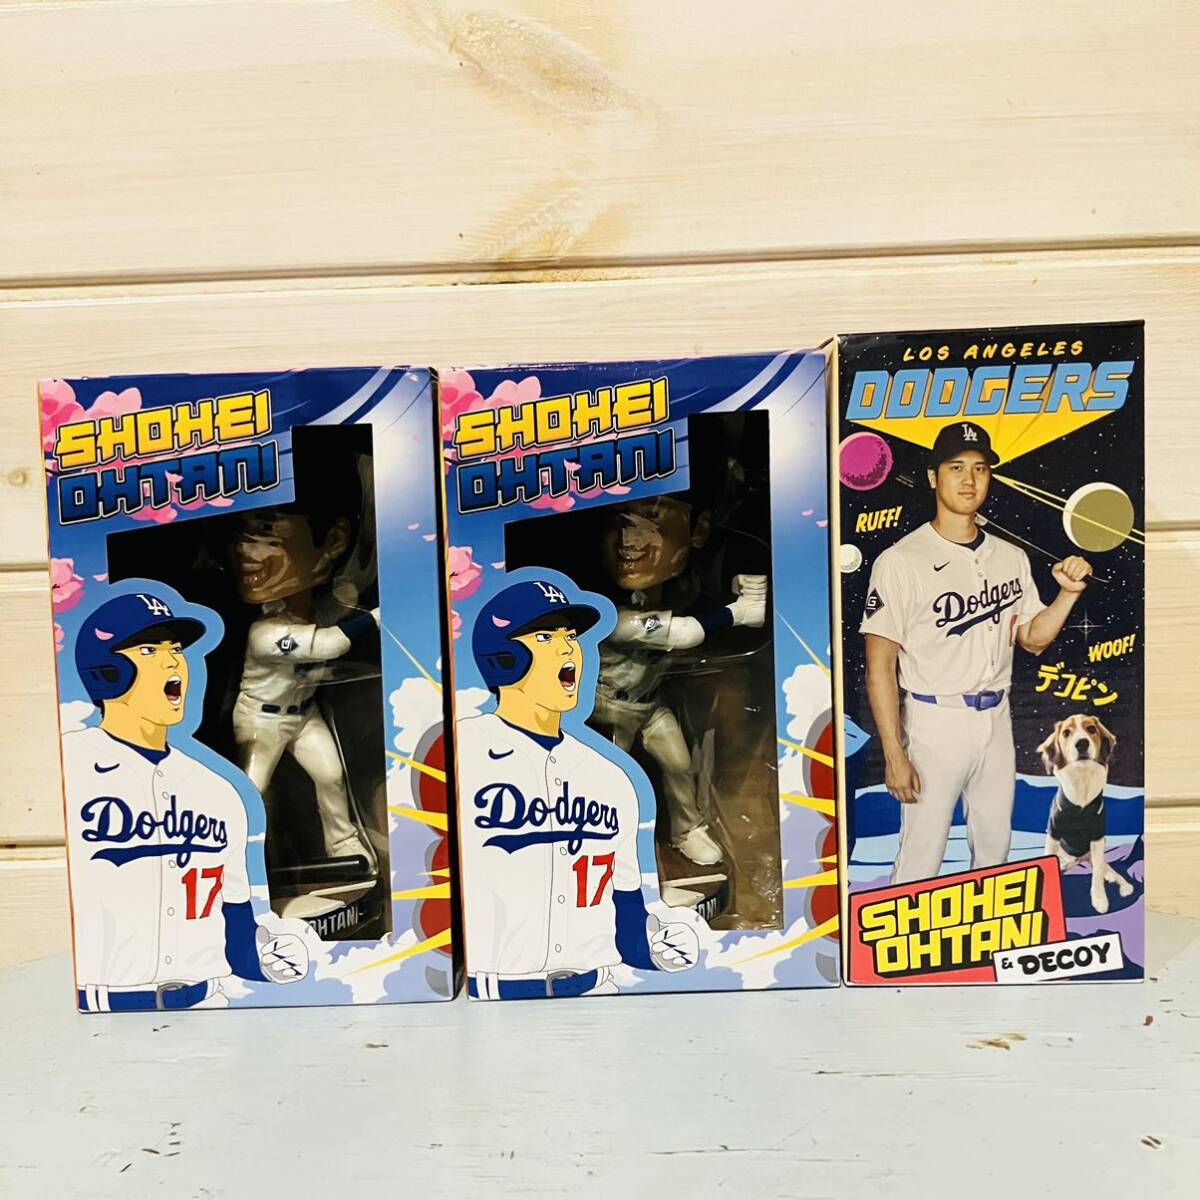 SHOHEI
OHTANI
LA
Dodgers
17
OHTANI
SHOHEI
OHTANI
LA
Dodgers
17
LOS ANGELES
DODGERS
LA
RUFF!
G
Dodgers
WOOF!
デコピン
SHOHEI
OHTANI
& DECOY